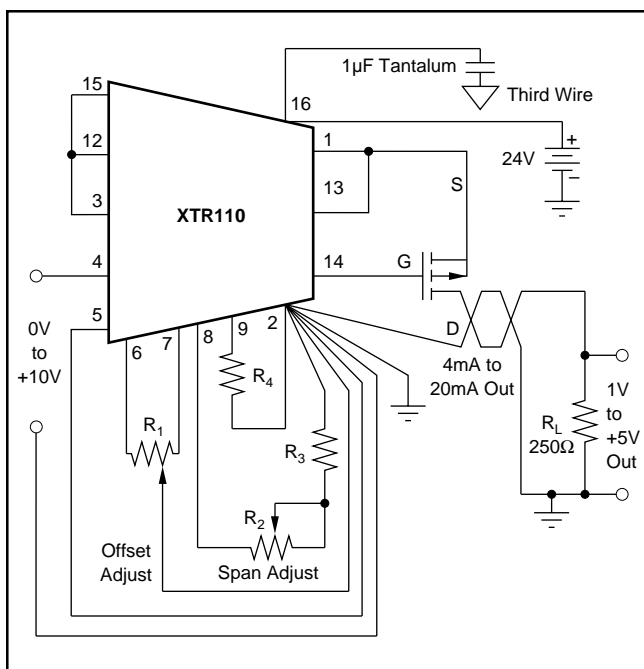 15
1µF Tantalum
Third Wire
16
12
1
+
24V
–
3
13
S
XTR110
4
14
G
5
0V
to
+10V
6
7
8
9
2
D
4mA to
20mA Out
1V
to
+5V
Out
R4
RL
250Ω
R1
R3
R2
Offset
Adjust
Span Adjust